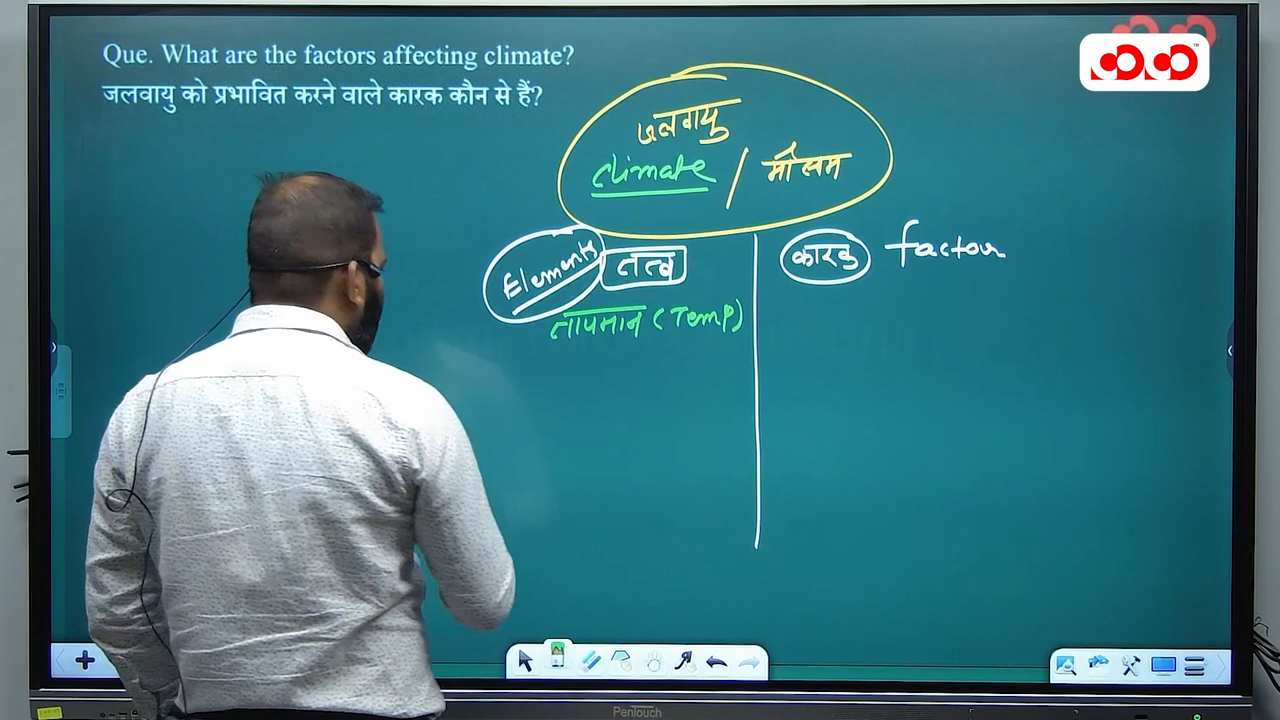 Que. What are the factors affecting climate?
जलवायु को प्रभावित करने वाले कारक कौन से हैं?
जलवायु
climate / मौसम
Elements तत्व
कारक factor
तापमान (Temp)
PenTouch